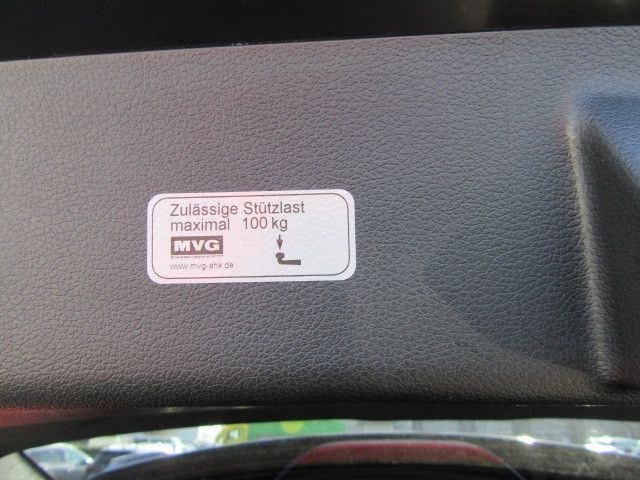 Zulässige Stützlast
maximal 100 kg
MVG
www.mvg-ahk.de